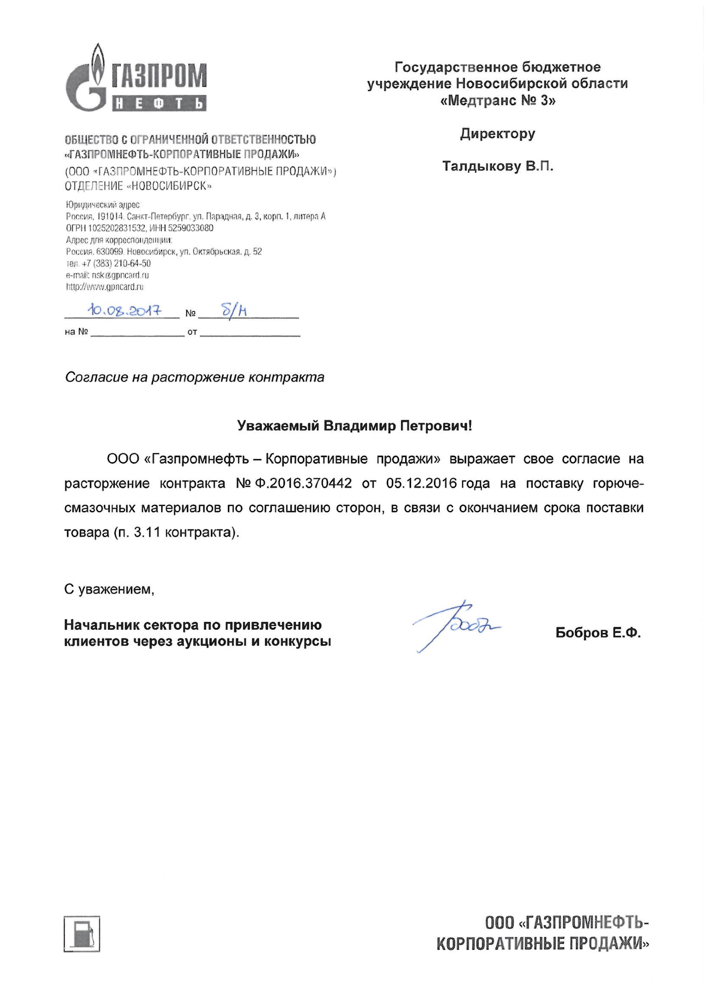 ГАЗПРОМ
НЕФТЬ
ОБЩЕСТВО С ОГРАНИЧЕННОЙ ОТВЕТСТВЕННОСТЬЮ
«ГАЗПРОМНЕФТЬ-КОРПОРАТИВНЫЕ ПРОДАЖИ»
(ООО «ГАЗПРОМНЕФТЬ-КОРПОРАТИВНЫЕ ПРОДАЖИ»)
ОТДЕЛЕНИЕ «НОВОСИБИРСК»
Юридический адрес
Россия, 191014, Санкт-Петербург, ул. Парадная, д. 3, корп. 1, литера А
ОГРН 1025202831532, ИНН 5259033080
Адрес для корреспонденции:
Россия, 630099, Новосибирск, ул. Октябрьская, д. 52
тел. +7 (383) 210-64-50
e-mail: nsk@gpncard.ru
http://www.gpncard.ru
10.08.2017 № б/н
на № от
Государственное бюджетное
учреждение Новосибирской области
«Медтранс № 3»
Директору
Талдыкову В.П.
Согласие на расторжение контракта
Уважаемый Владимир Петрович!
ООО «Газпромнефть – Корпоративные продажи» выражает свое согласие на
расторжение контракта № Ф.2016.370442 от 05.12.2016 года на поставку горюче-
смазочных материалов по соглашению сторон, в связи с окончанием срока поставки
товара (п. 3.11 контракта).
С уважением,
Начальник сектора по привлечению
клиентов через аукционы и конкурсы
Бобров Е.Ф.
ООО «ГАЗПРОМНЕФТЬ-
КОРПОРАТИВНЫЕ ПРОДАЖИ»